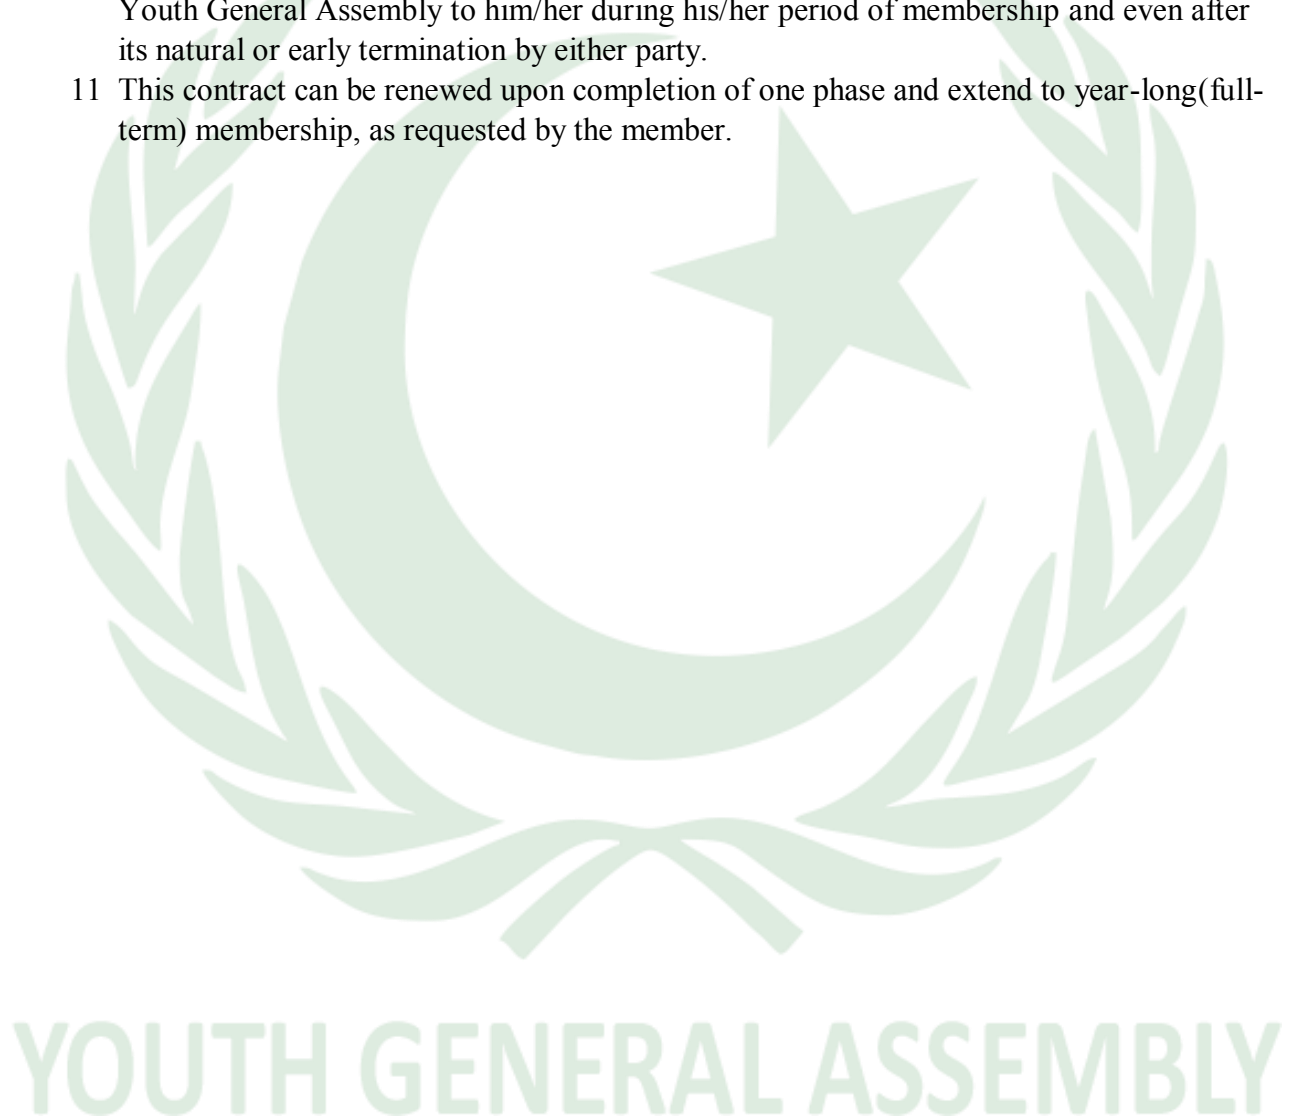 Youth General Assembly to him/her during his/her period of membership and even after
its natural or early termination by either party.
11 This contract can be renewed upon completion of one phase and extend to year-long(full-
term) membership, as requested by the member.
YOUTH GENERAL ASSEMBLY